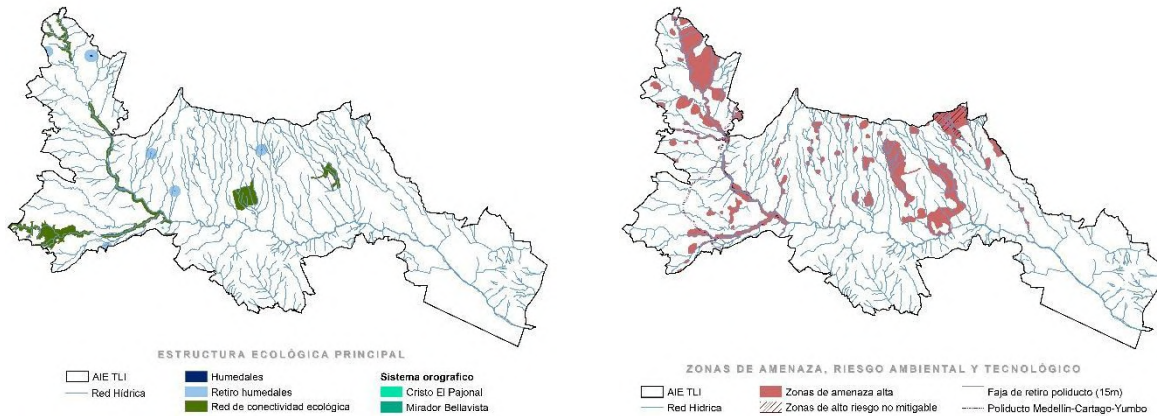 ESTRUCTURA ECOLÓGICA PRINCIPAL
AIE TLI
Red Hídrica
Humedales
Retiro humedales
Red de conectividad ecológica
Sistema orografico
Cristo El Pajonal
Mirador Bellavista
ZONAS DE AMENAZA, RIESGO AMBIENTAL Y TECNOLÓGICO
AIE TLI
Red Hídrica
Zonas de amenaza alta
Zonas de alto riesgo no mitigable
Faja de retiro poliducto (15m)
Poliducto Medellín-Cartago-Yumbo